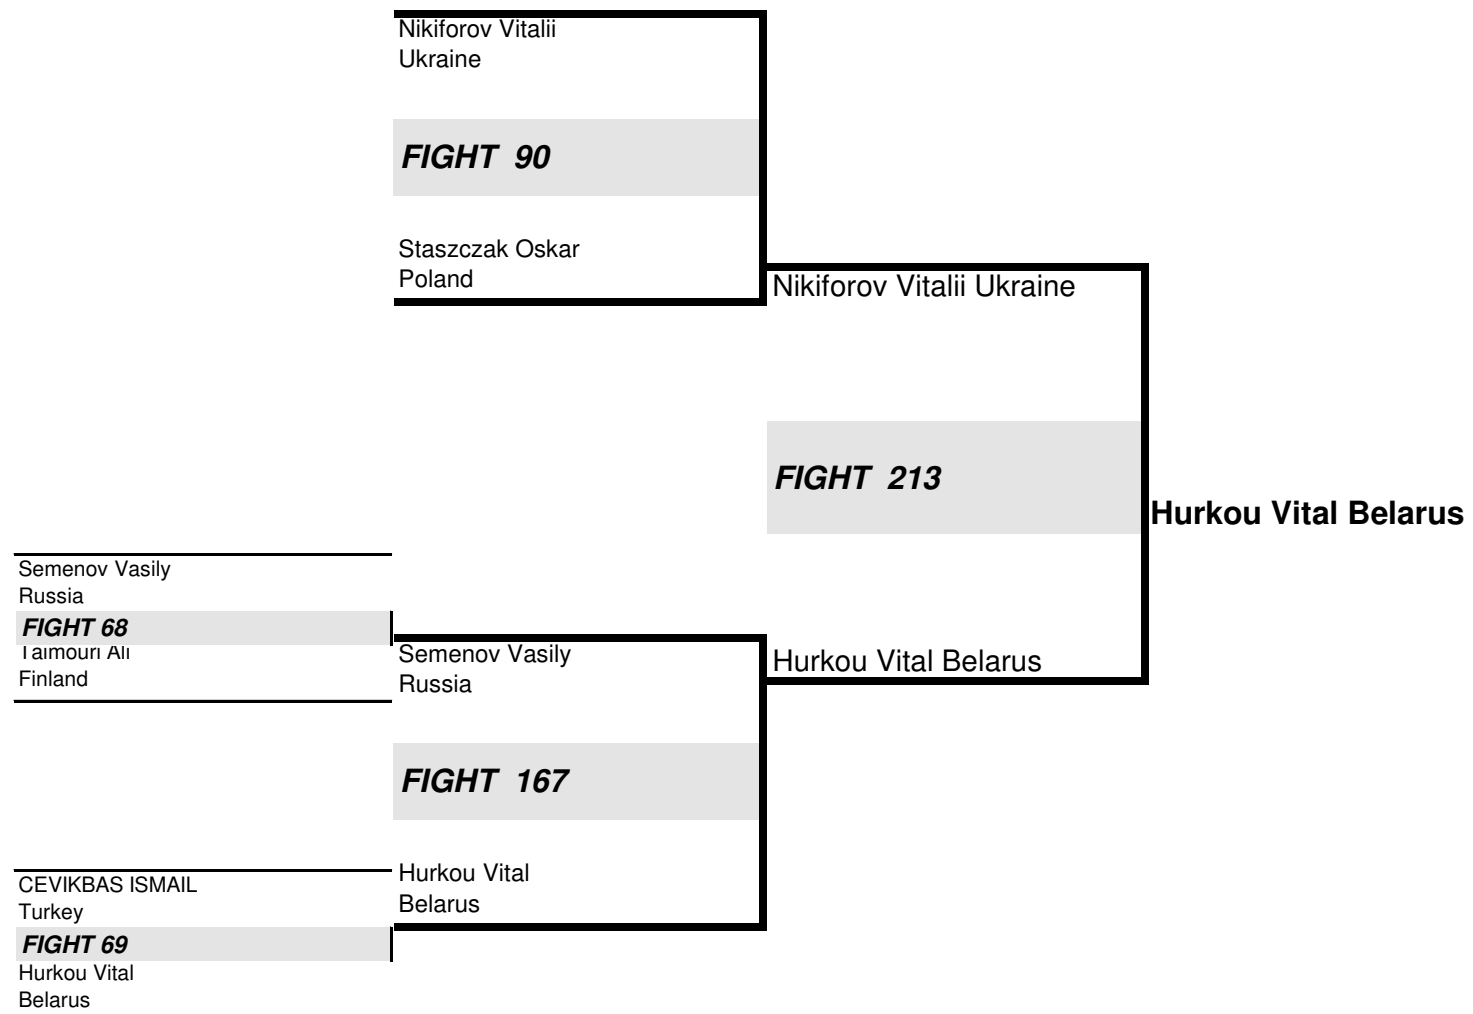 Nikiforov Vitalii
Ukraine
FIGHT 90
Staszczak Oskar
Poland
Nikiforov Vitalii Ukraine
FIGHT 213
Hurkou Vital Belarus
Semenov Vasily
Russia
FIGHT 68
Taimouri Ali
Finland
Semenov Vasily
Russia
Hurkou Vital Belarus
FIGHT 167
Hurkou Vital
Belarus
CEVIKBAS ISMAIL
Turkey
FIGHT 69
Hurkou Vital
Belarus